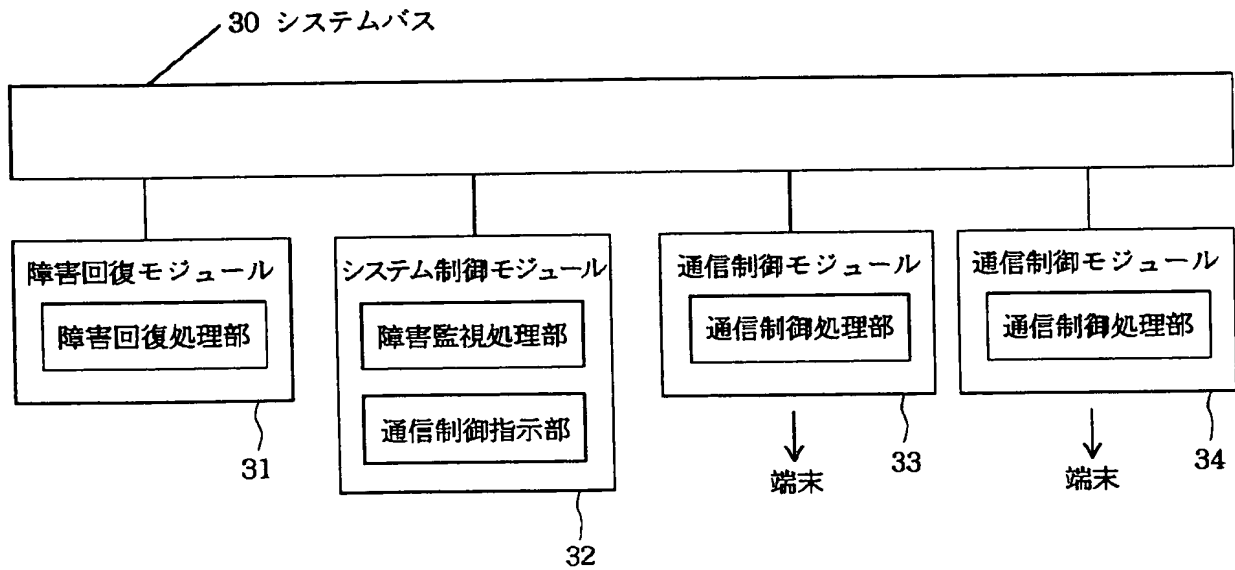 30 システムバス
障害回復モジュール
障害回復処理部
31
システム制御モジュール
障害監視処理部
通信制御指示部
32
通信制御モジュール
通信制御処理部
33
端末
通信制御モジュール
通信制御処理部
34
端末